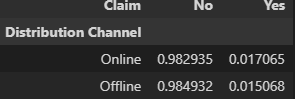 Claim No Yes
Distribution Channel
Online 0.982935 0.017065
Offline 0.984932 0.015068